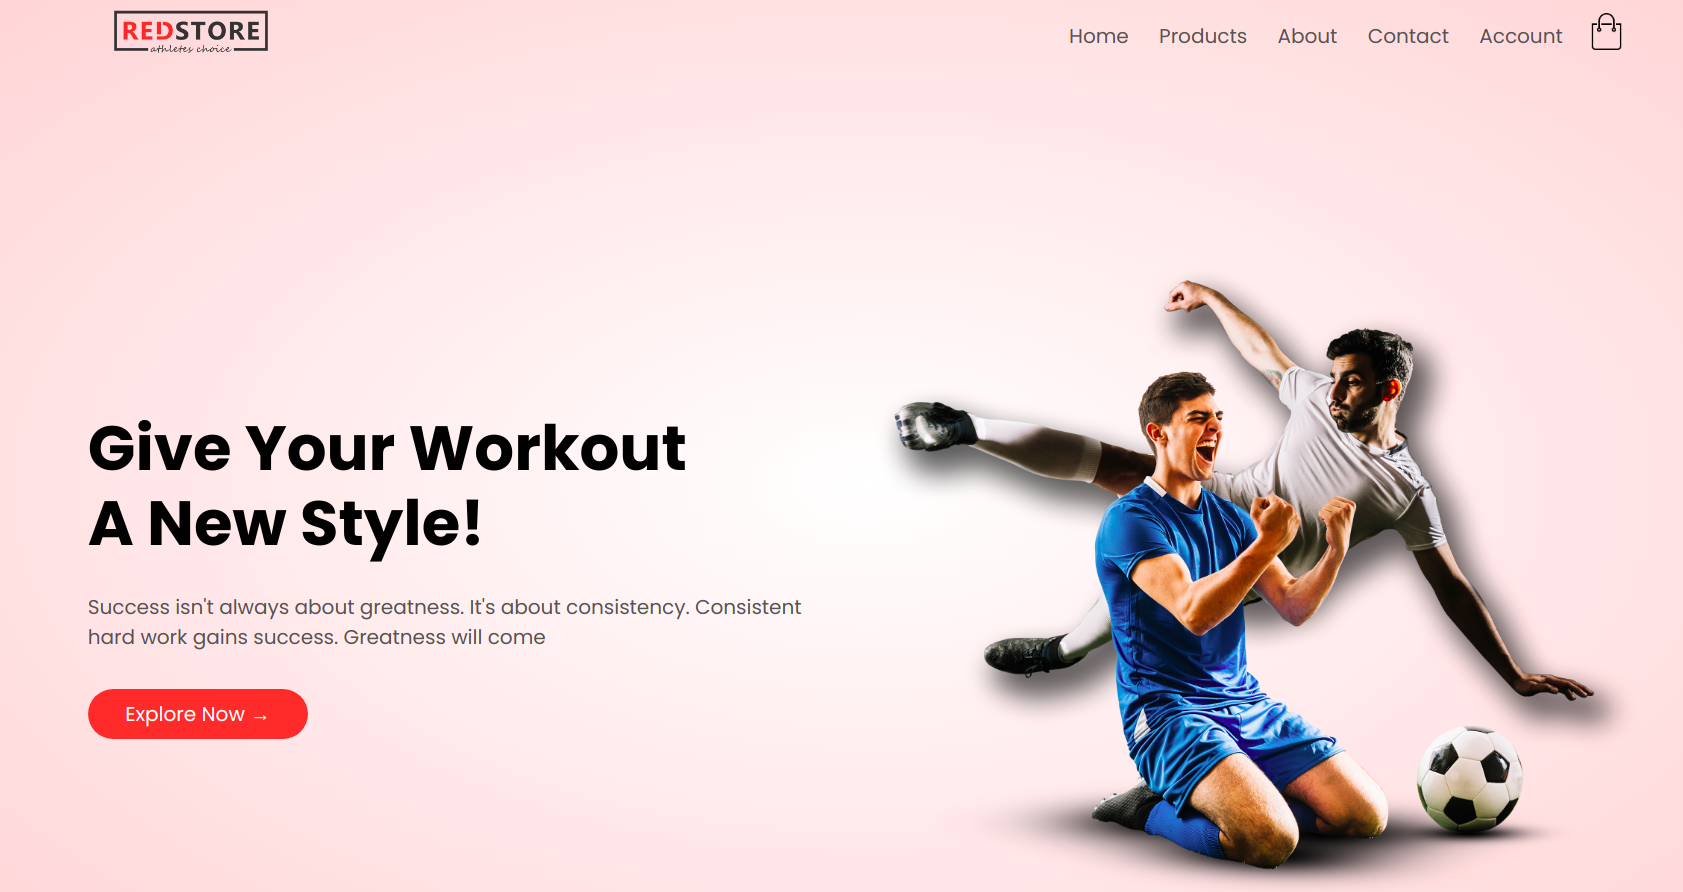 REDSTORE
athletes choice
Home Products About Contact Account
Give Your Workout
A New Style!
Success isn't always about greatness. It's about consistency. Consistent
hard work gains success. Greatness will come
Explore Now →